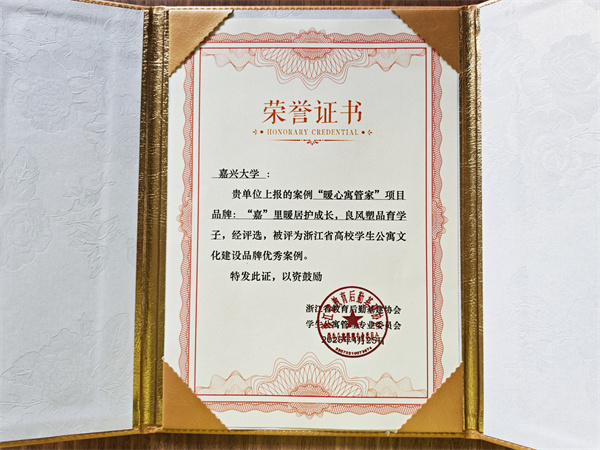 荣誉证书
HONORARY CREDENTIAL
嘉兴大学：
贵单位上报的案例“暖心寓管家”项目
品牌：“嘉”里暖居护成长，良风塑品育学
子，经评选，被评为浙江省高校学生公寓文
化建设品牌优秀案例。
特发此证，以资鼓励
浙江省教育后勤基建协会
学生公寓管理专业委员会